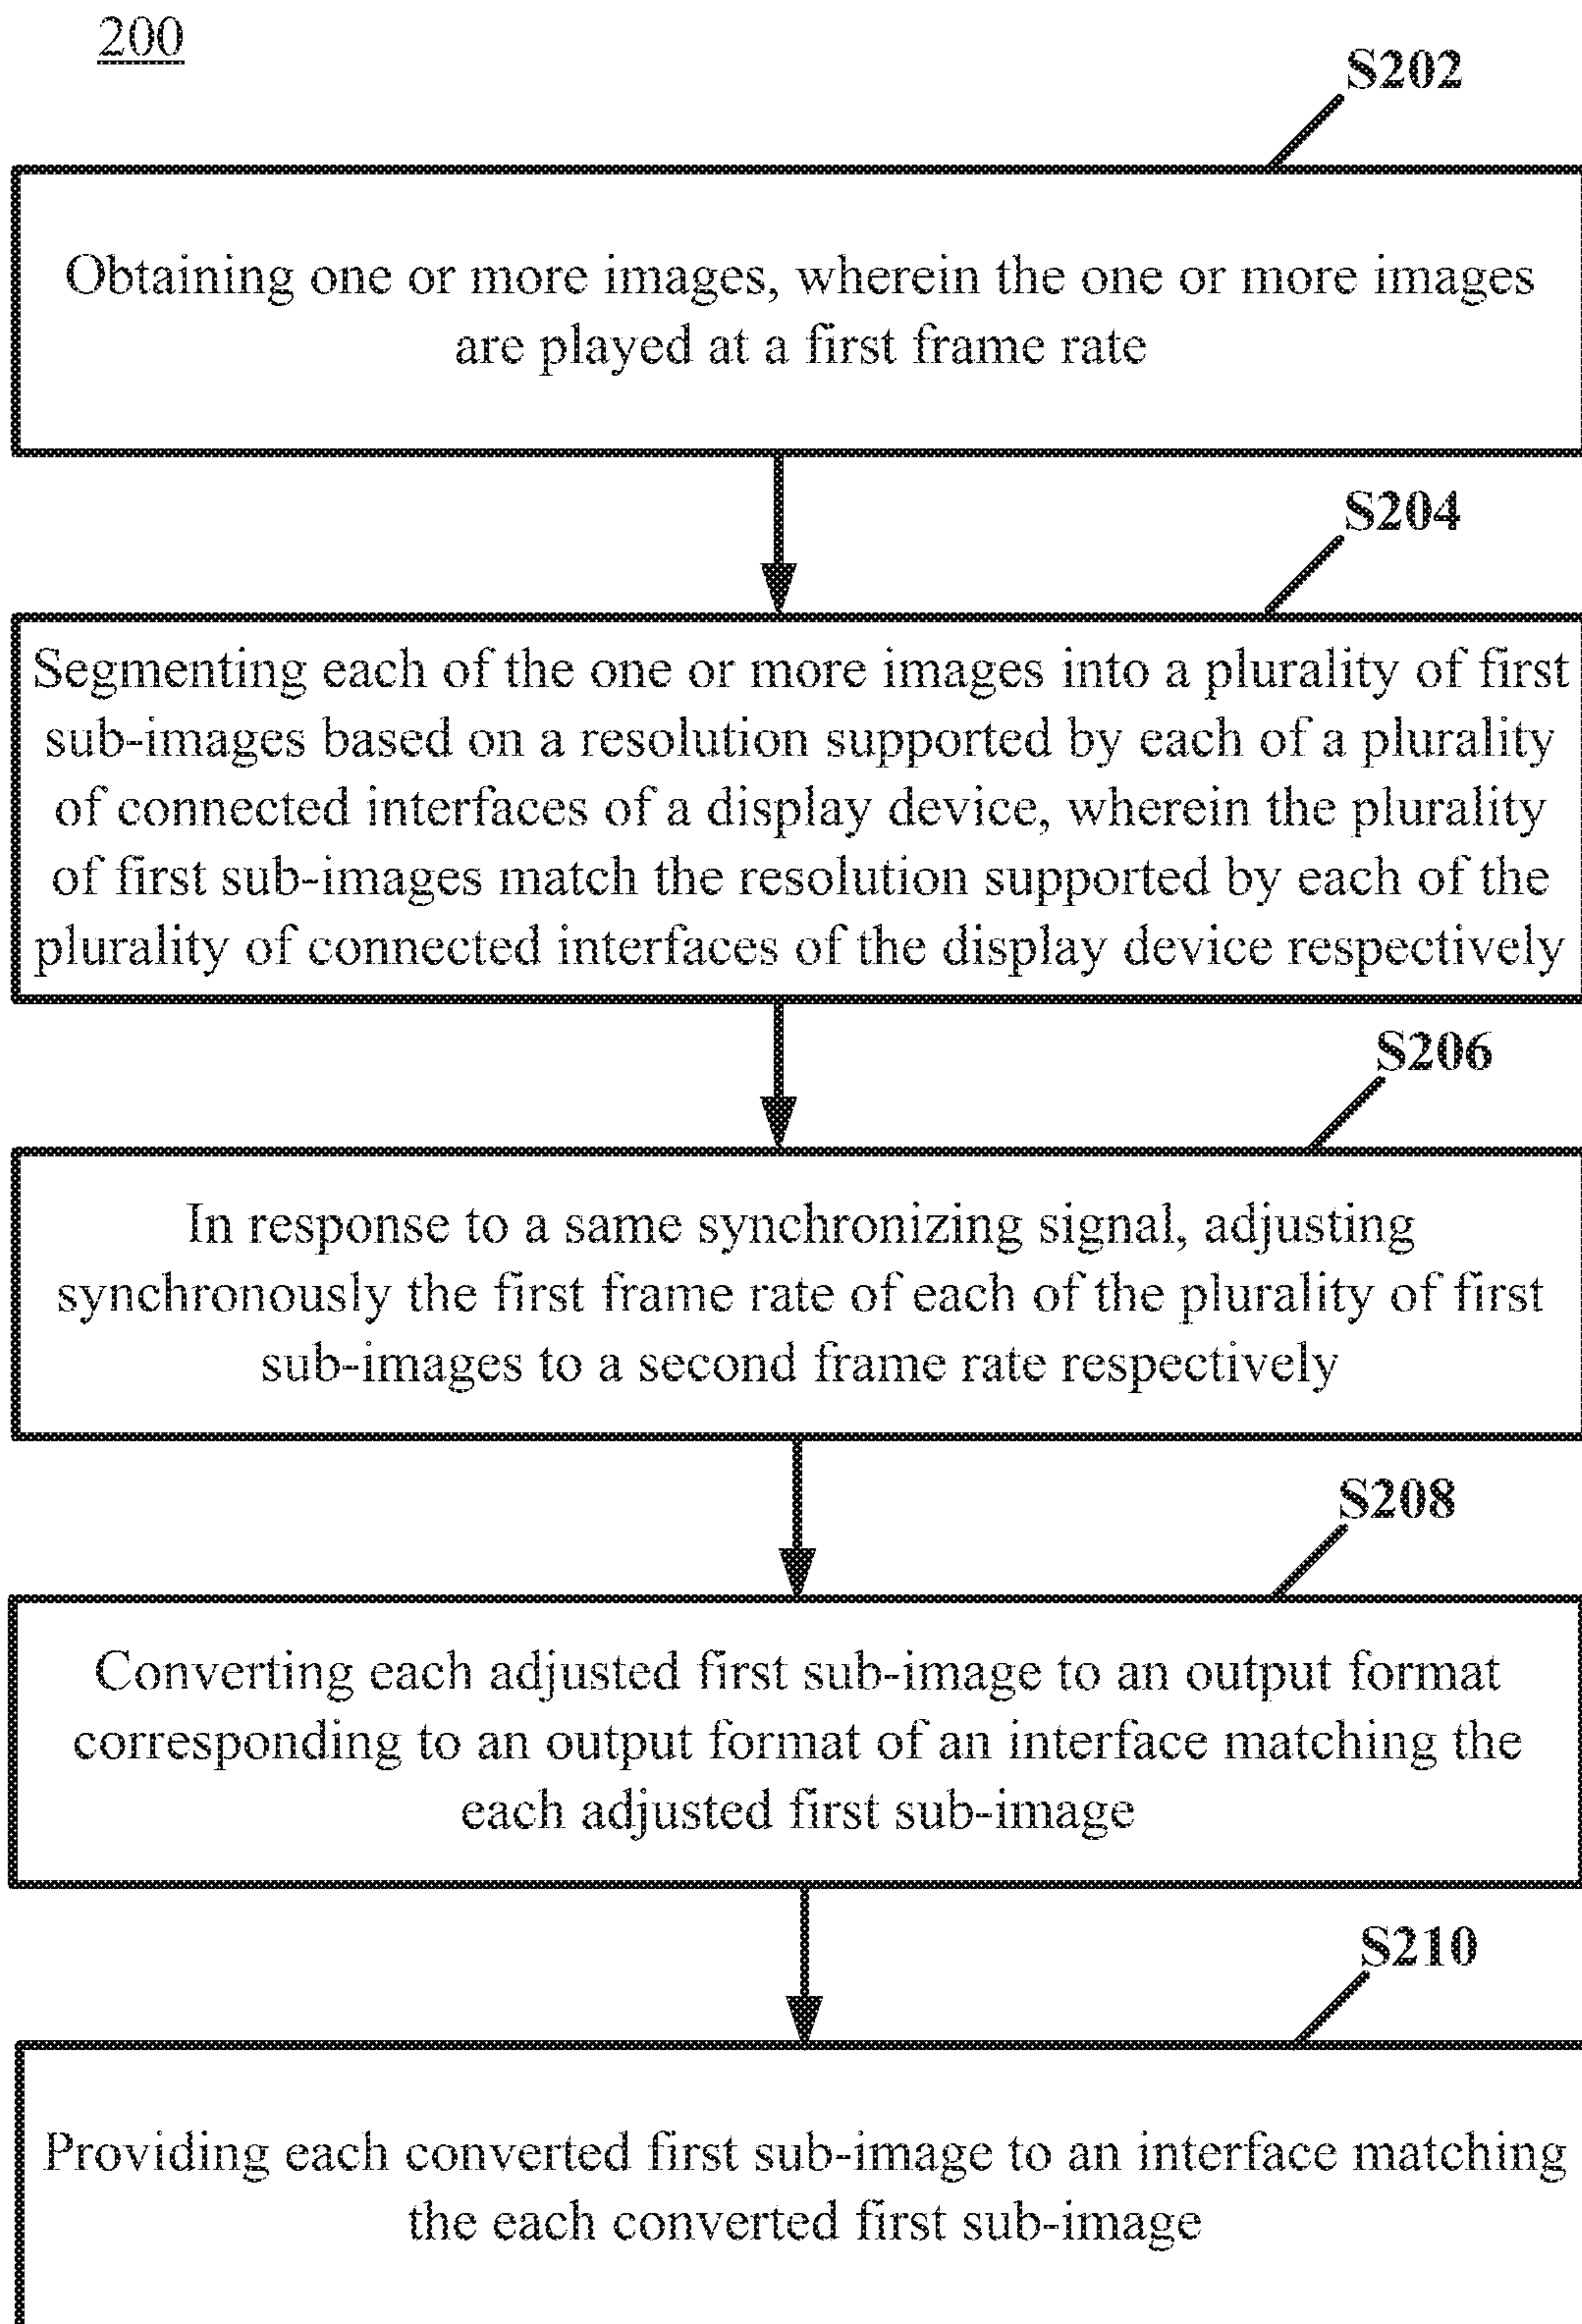 200
S202
Obtaining one or more images, wherein the one or more images
are played at a first frame rate
S204
Segmenting each of the one or more images into a plurality of first
sub-images based on a resolution supported by each of a plurality
of connected interfaces of a display device, wherein the plurality
of first sub-images match the resolution supported by each of the
plurality of connected interfaces of the display device respectively
S206
In response to a same synchronizing signal, adjusting
synchronously the first frame rate of each of the plurality of first
sub-images to a second frame rate respectively
S208
Converting each adjusted first sub-image to an output format
corresponding to an output format of an interface matching the
each adjusted first sub-image
S210
Providing each converted first sub-image to an interface matching
the each converted first sub-image